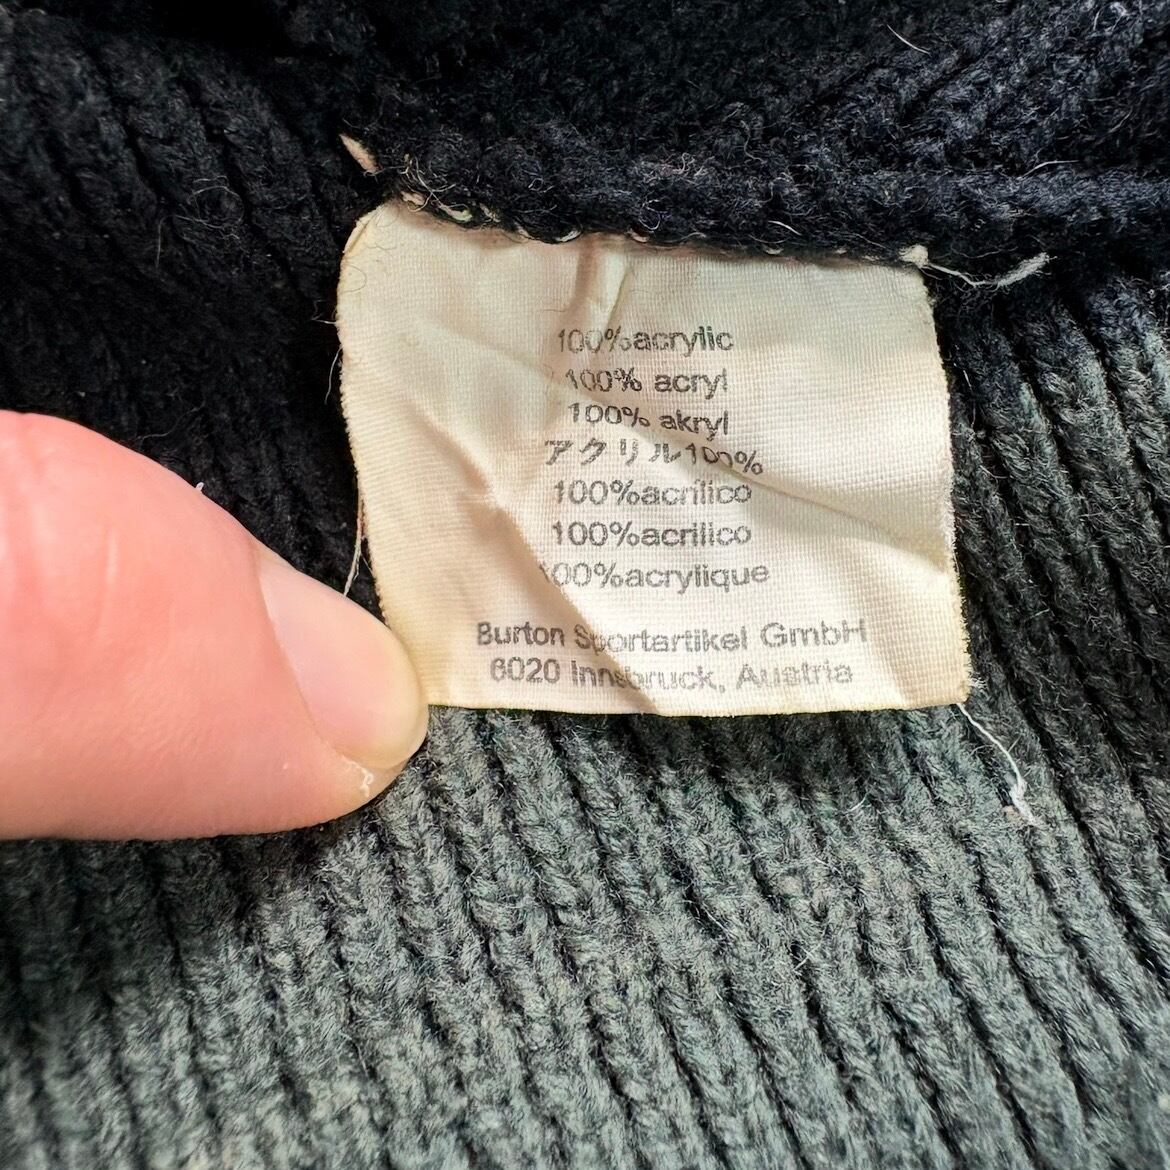 100%acrylic
100% acryl
100% akryl
アクリル100%
100%acrílico
100%acrilico
100%acrylique
Burton Sportartikel GmbH
6020 Innsbruck, Austria